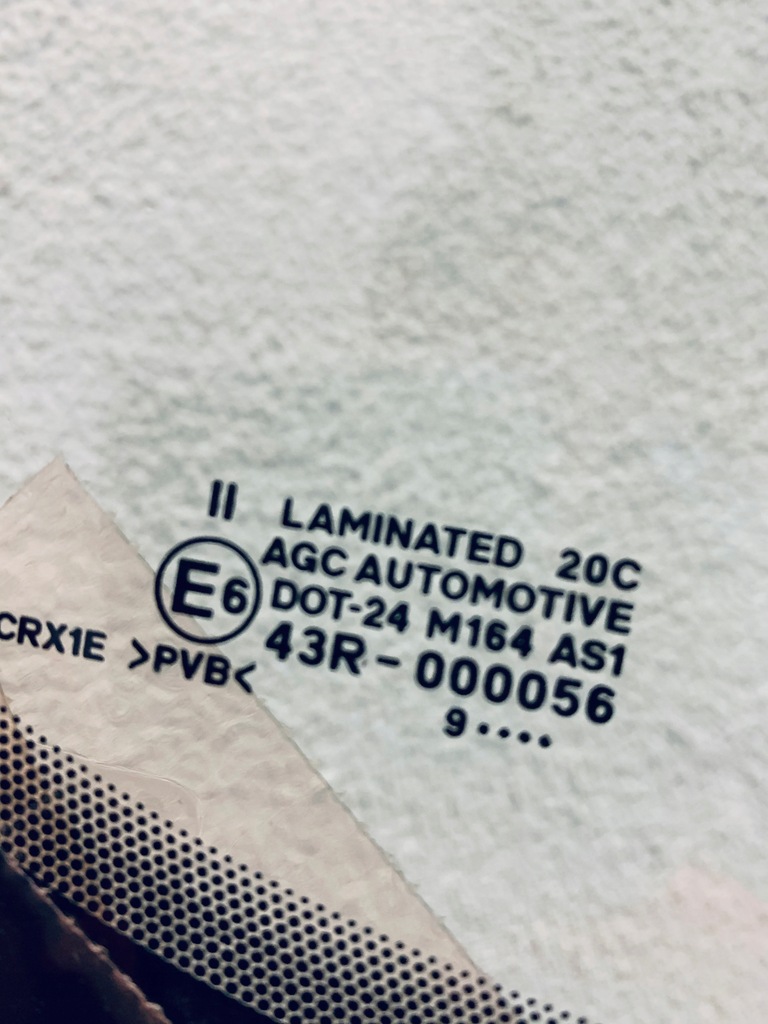 II LAMINATED 20C
AGC AUTOMOTIVE
E6 DOT-24 M164 AS1
43R-000056
CRX1E >PVB<
9••••